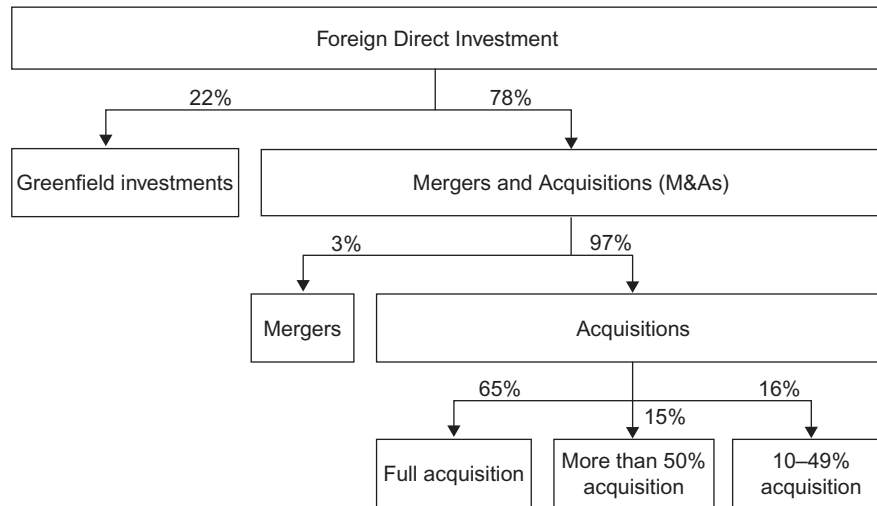 Foreign Direct Investment
22%
78%
Greenfield investments
Mergers and Acquisitions (M&As)
3%
97%
Mergers
Acquisitions
65%
15%
16%
Full acquisition
More than 50%
acquisition
10–49%
acquisition